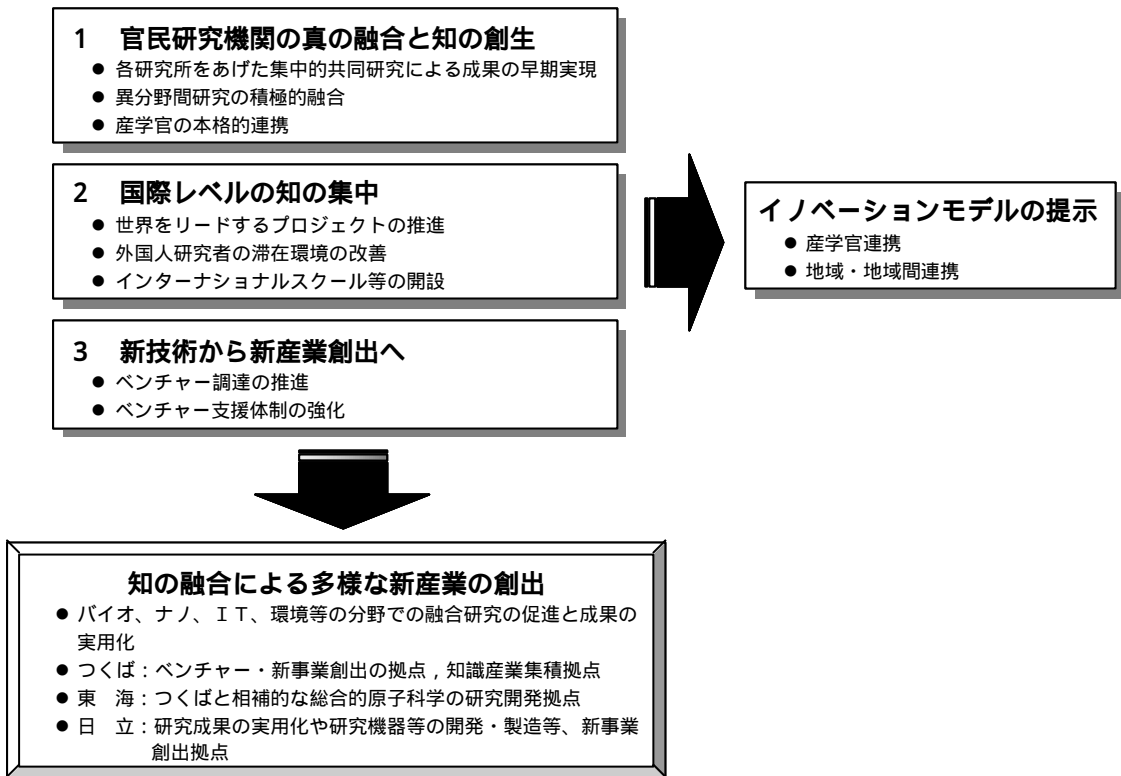 1 官民研究機関の真の融合と知の創生
● 各研究所をあげた集中的共同研究による成果の早期実現
● 異分野間研究の積極的融合
● 産学官の本格的連携
2 国際レベルの知の集中
● 世界をリードするプロジェクトの推進
● 外国人研究者の滞在環境の改善
● インターナショナルスクール等の開設
3 新技術から新産業創出へ
● ベンチャー調達の推進
● ベンチャー支援体制の強化
イノベーションモデルの提示
● 産学官連携
● 地域・地域間連携
知の融合による多様な新産業の創出
● バイオ、ナノ、ＩＴ、環境等の分野での融合研究の促進と成果の
実用化
● つくば：ベンチャー・新事業創出の拠点，知識産業集積拠点
● 東　海：つくばと相補的な総合的原子科学の研究開発拠点
● 日　立：研究成果の実用化や研究機器等の開発・製造等、新事業
創出拠点